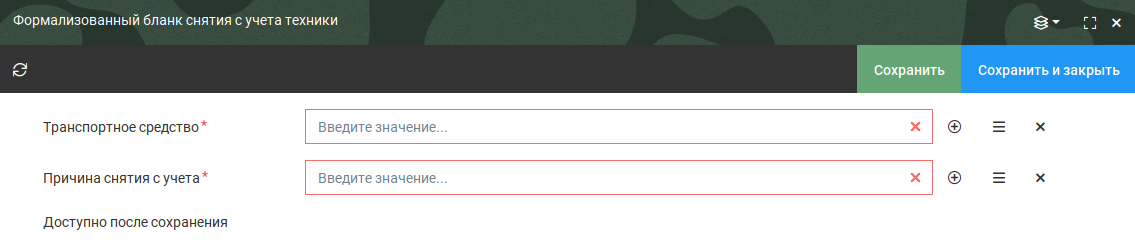 Формализованный бланк снятия с учета техники
Сохранить
Сохранить и закрыть
Транспортное средство*
Введите значение...
Причина снятия с учета*
Введите значение...
Доступно после сохранения